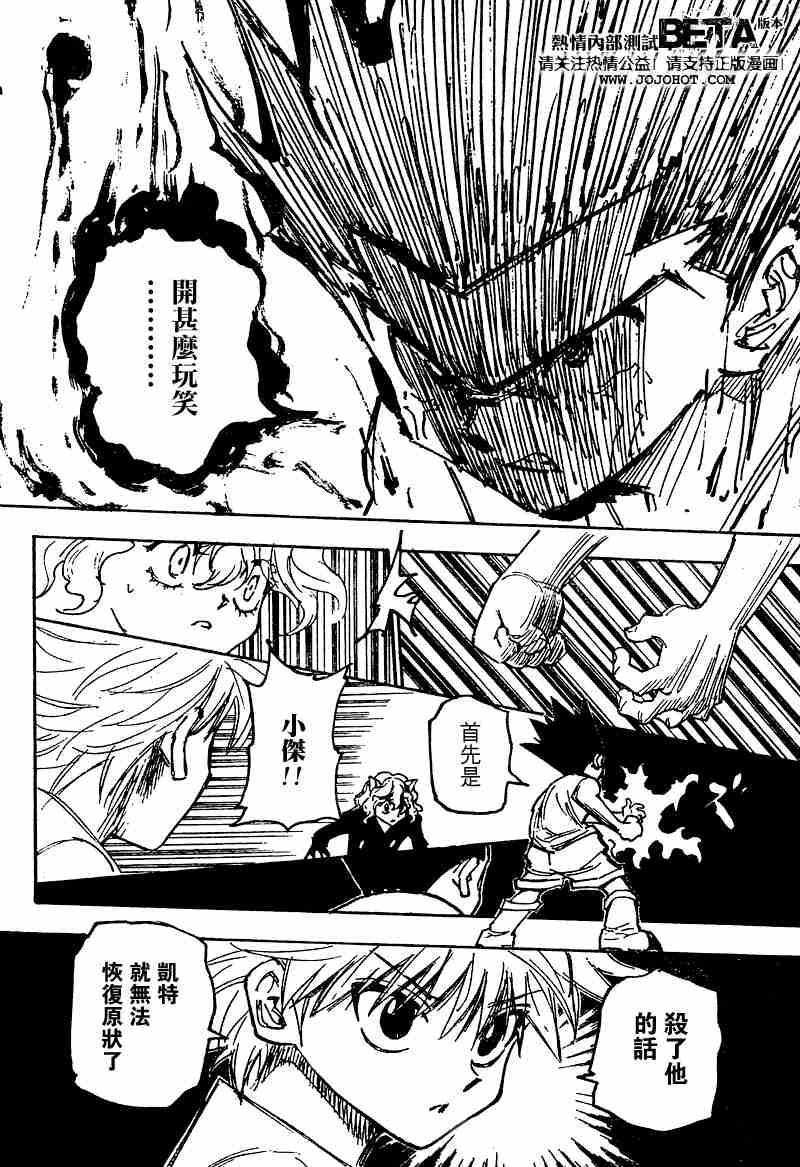 熱情內部測試BETA版本
请关注热情公益！请支持正版漫画！
WWW.JOJOHOT.COM
開甚麼玩笑
………
小傑!!
首先是
殺了他
的話
凱特
就無法
恢復原狀了